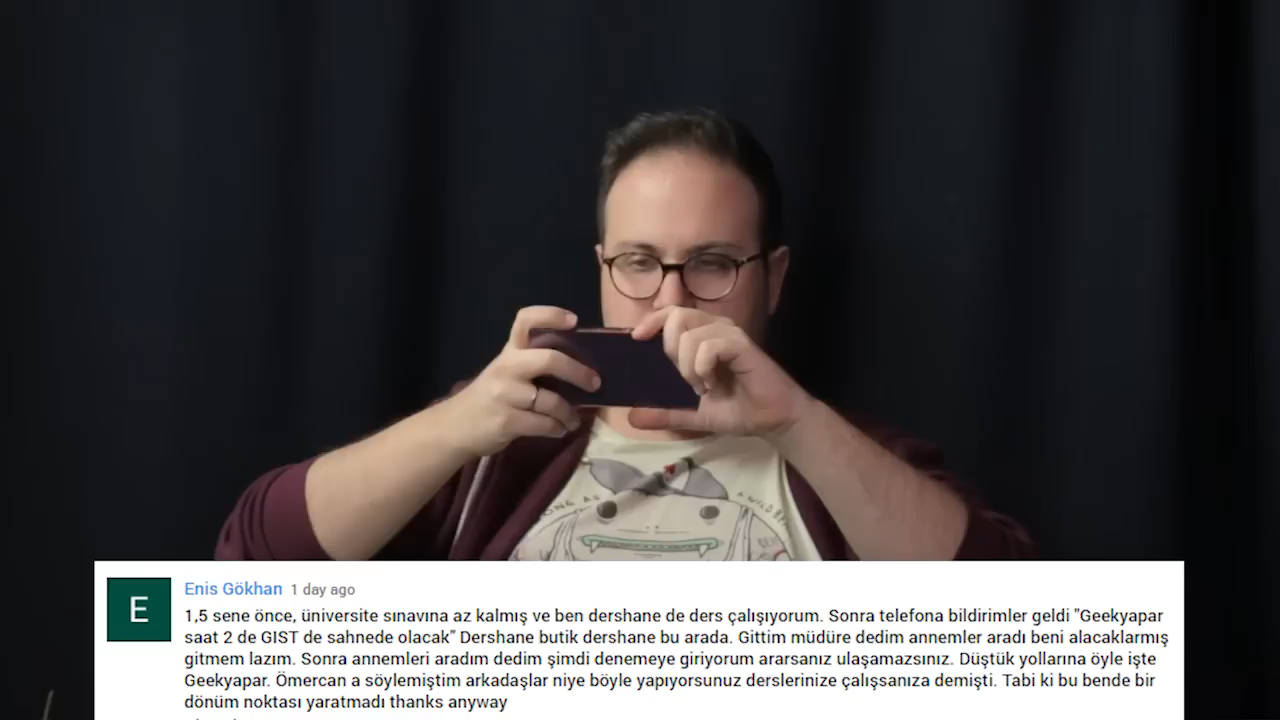 ONG AS
A WILD
E
Enis Gökhan 1 day ago
1,5 sene önce, üniversite sınavına az kalmış ve ben dershane de ders çalışıyorum. Sonra telefona bildirimler geldi "Geekyapar
saat 2 de GIST de sahnede olacak" Dershane butik dershane bu arada. Gittim müdüre dedim annemler aradı beni alacaklarmış
gitmem lazım. Sonra annemleri aradım dedim şimdi denemeye giriyorum ararsanız ulaşamazsınız. Düştük yollarına öyle işte
Geekyapar. Ömercan a söylemiştim arkadaşlar niye böyle yapıyorsunuz derslerinize çalışsanıza demişti. Tabi ki bu bende bir
dönüm noktası yaratmadı thanks anyway